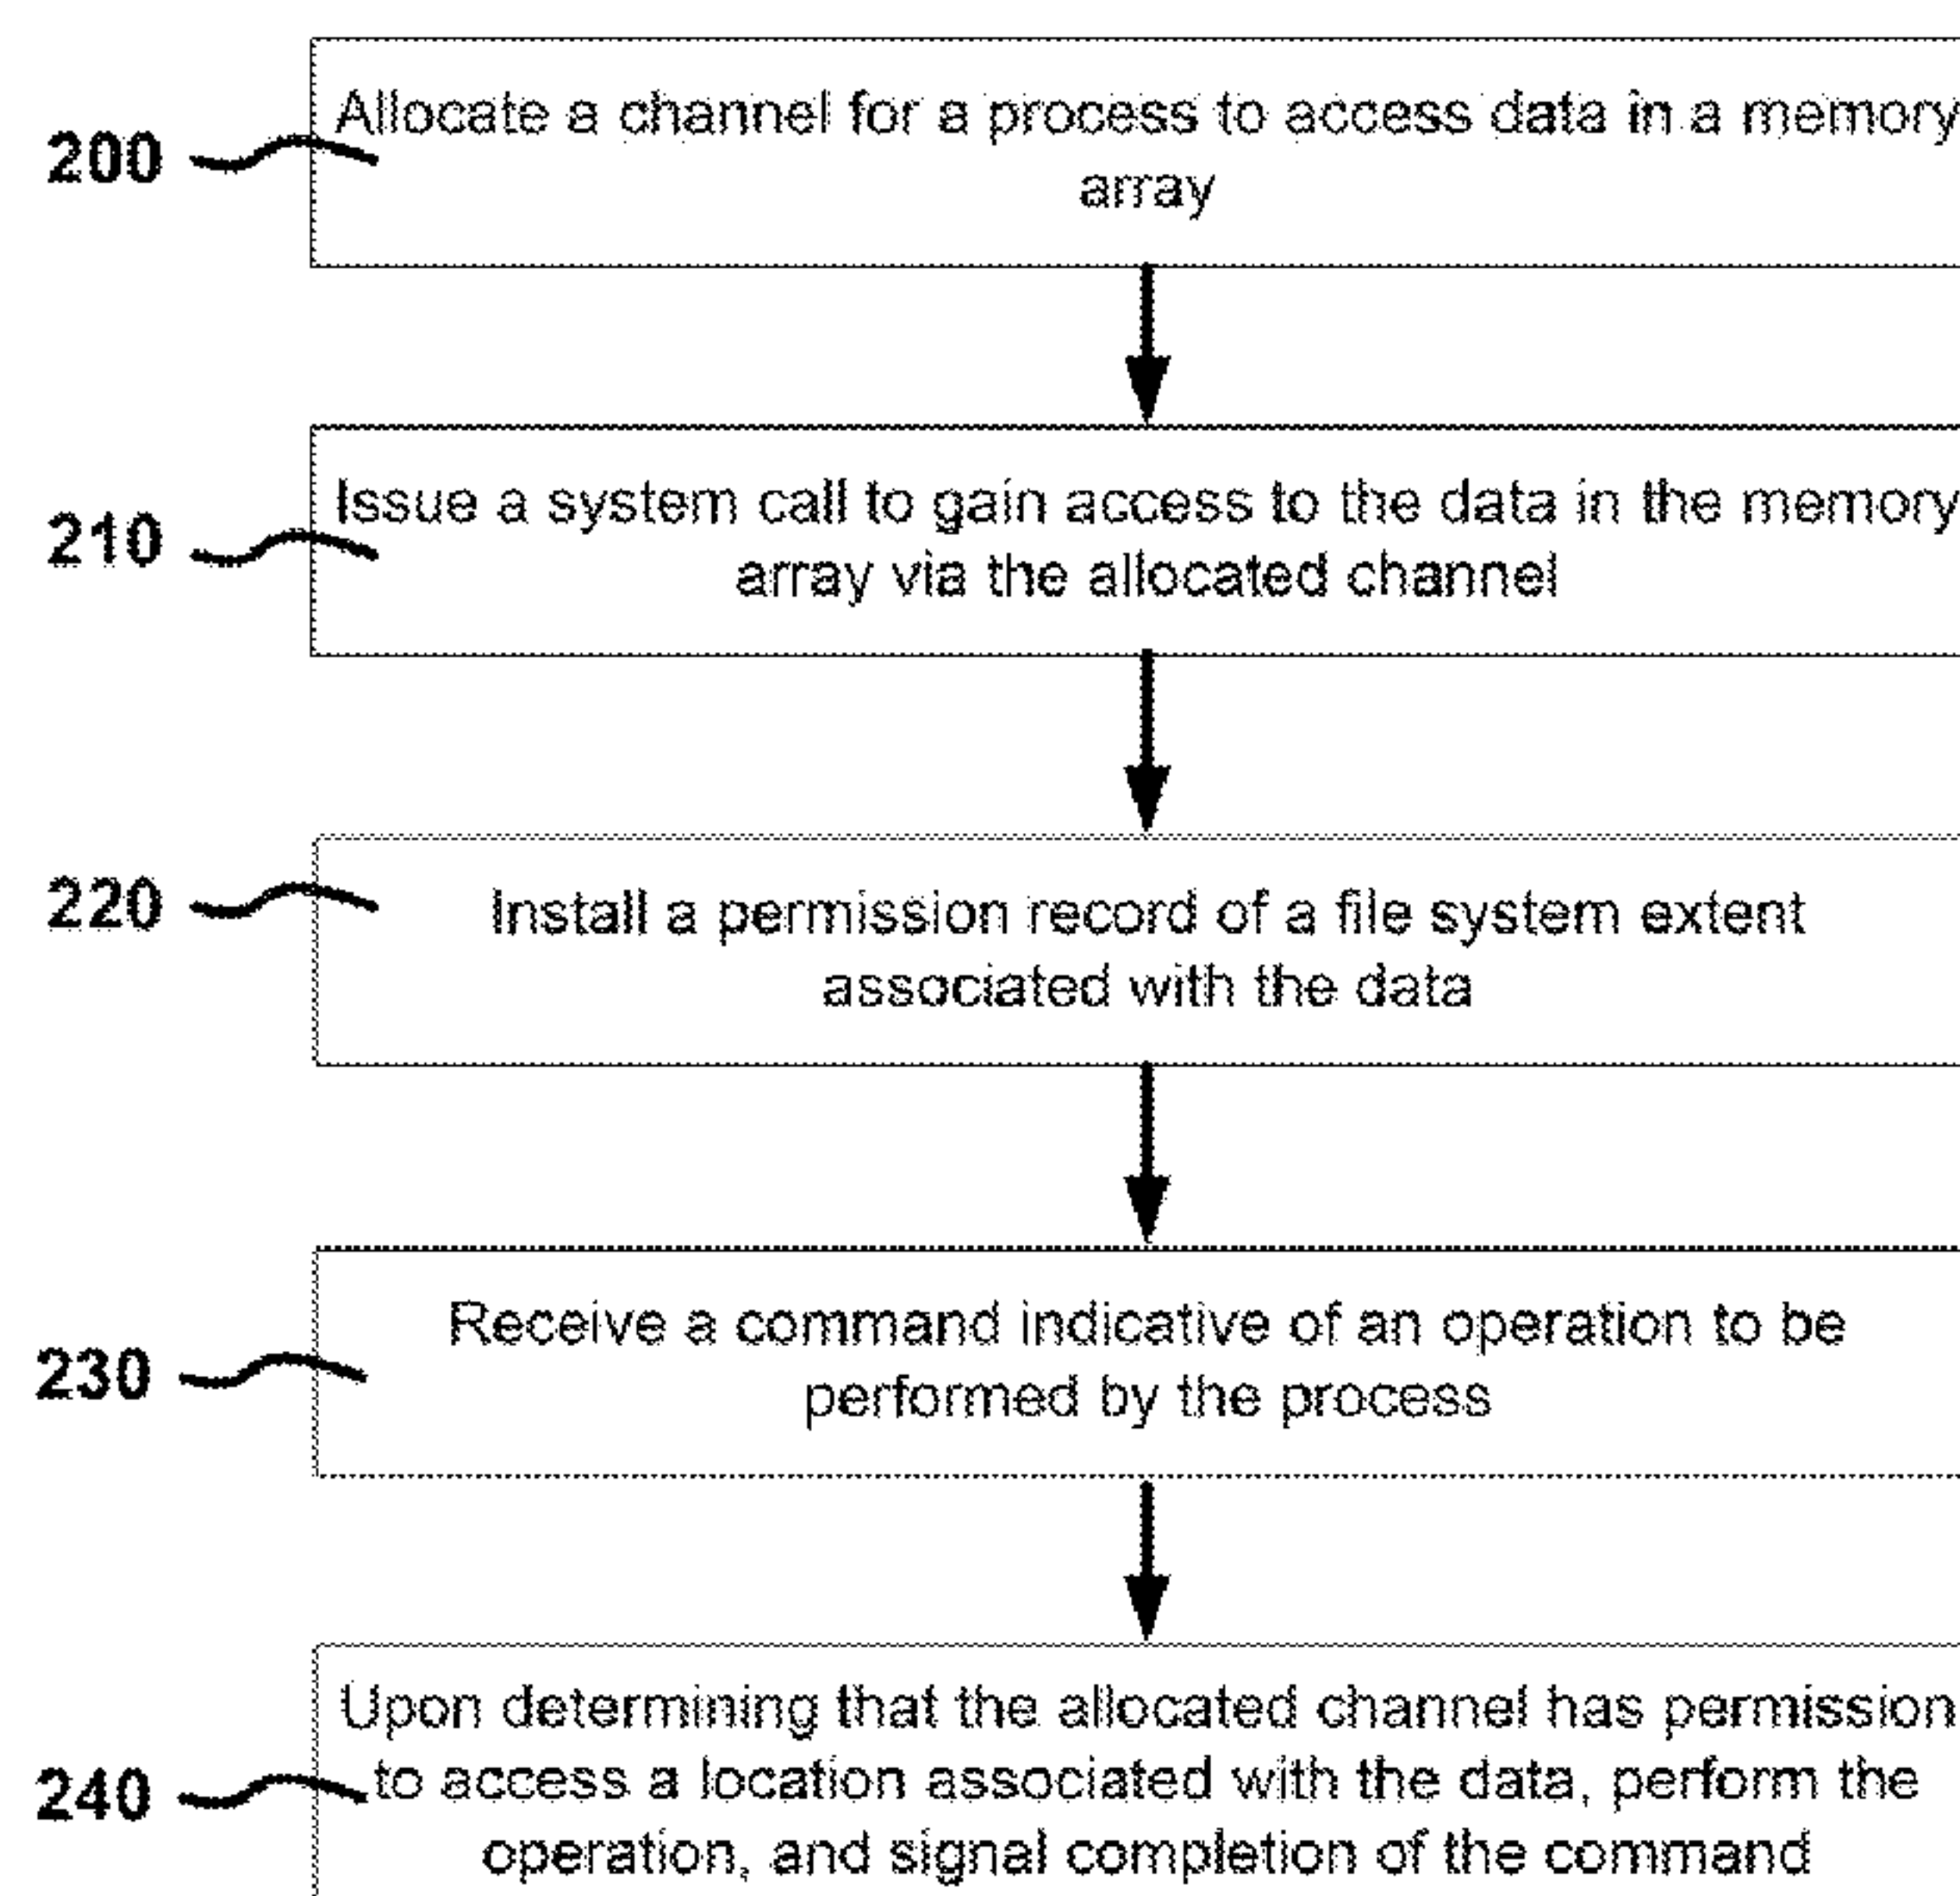 200
Allocate a channel for a process to access data in a memory
array
210
Issue a system call to gain access to the data in the memory
array via the allocated channel
220
Install a permission record of a file system extent
associated with the data
230
Receive a command indicative of an operation to be
performed by the process
240
Upon determining that the allocated channel has permission
to access a location associated with the data, perform the
operation, and signal completion of the command